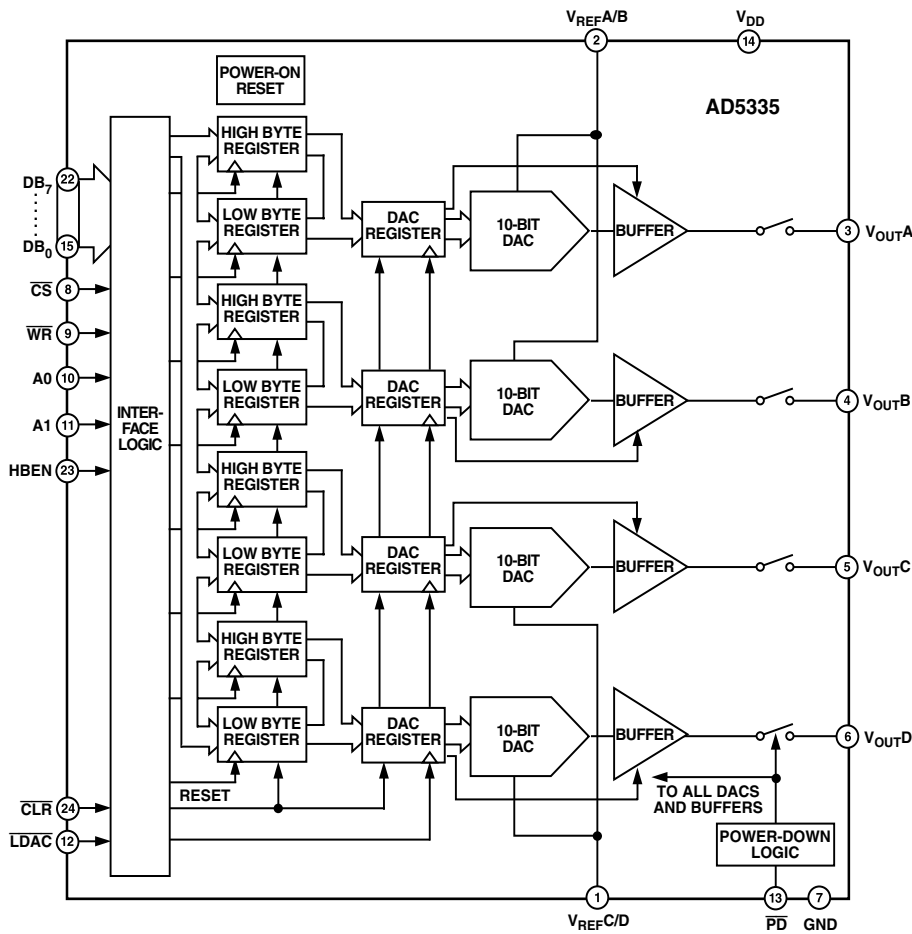 VREFA/B
VDD
2
14
POWER-ON
RESET
AD5335
HIGH BYTE
REGISTER
DB7
22
LOW BYTE
REGISTER
DAC
REGISTER
10-BIT
DAC
BUFFER
3
VOUTA
DB0
15
CS
8
HIGH BYTE
REGISTER
WR
9
A0
10
LOW BYTE
REGISTER
DAC
REGISTER
10-BIT
DAC
BUFFER
4
VOUTB
A1
11
INTER-
FACE
LOGIC
HBEN
23
HIGH BYTE
REGISTER
LOW BYTE
REGISTER
DAC
REGISTER
10-BIT
DAC
BUFFER
5
VOUTC
HIGH BYTE
REGISTER
LOW BYTE
REGISTER
DAC
REGISTER
10-BIT
DAC
BUFFER
6
VOUTD
RESET
TO ALL DACS
AND BUFFERS
CLR
24
LDAC
12
POWER-DOWN
LOGIC
1
13
7
VREFC/D
PD
GND